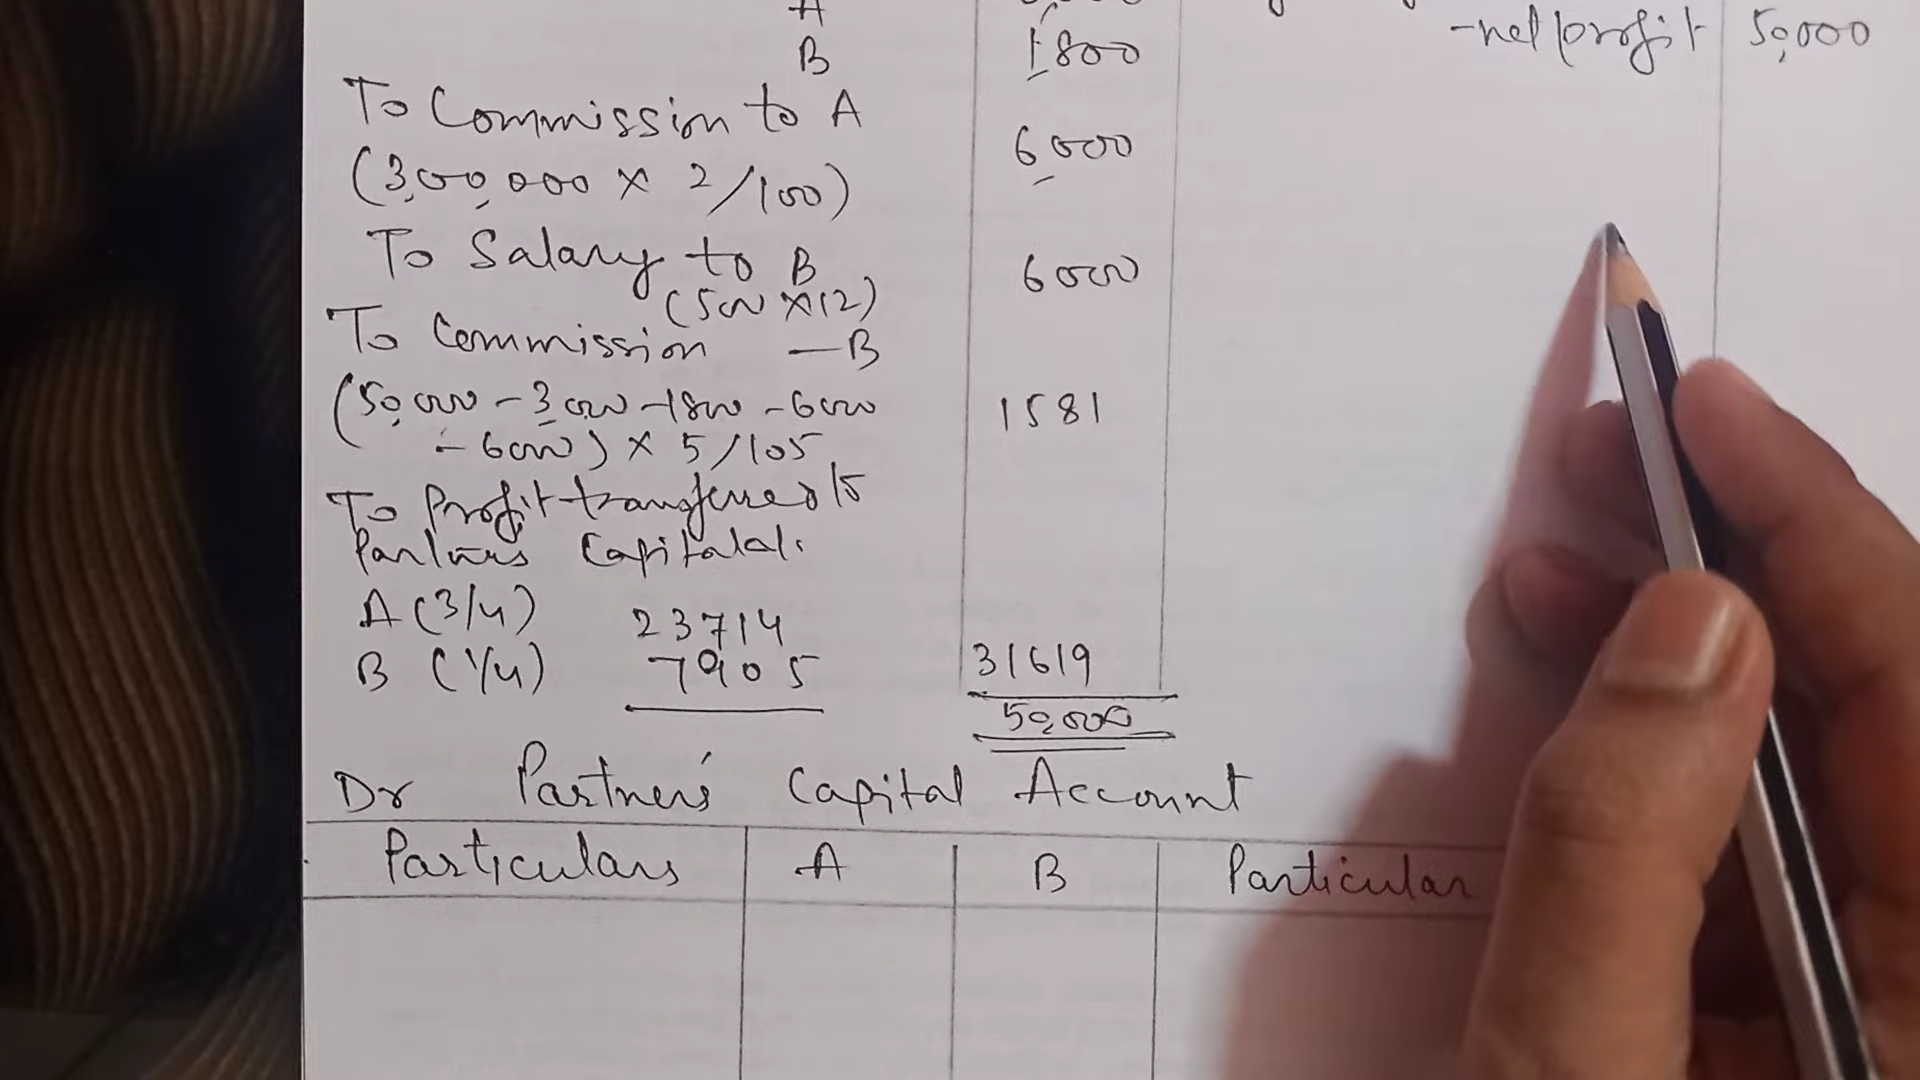 A
B 1800
-net profit 50,000
To Commission to A
(3,00,000 × 2/100) 6000
To Salary to B 6000
(500 × 12)
To Commission — B
(50,000 - 3000 - 1800 - 6000 1581
- 6000) × 5/105
To Profit transferred to
Partners Capital a/c
A (3/4) 23714
B (1/4) 7905 31619
50,000
Dr Partner's Capital Account
Particulars A B Particular